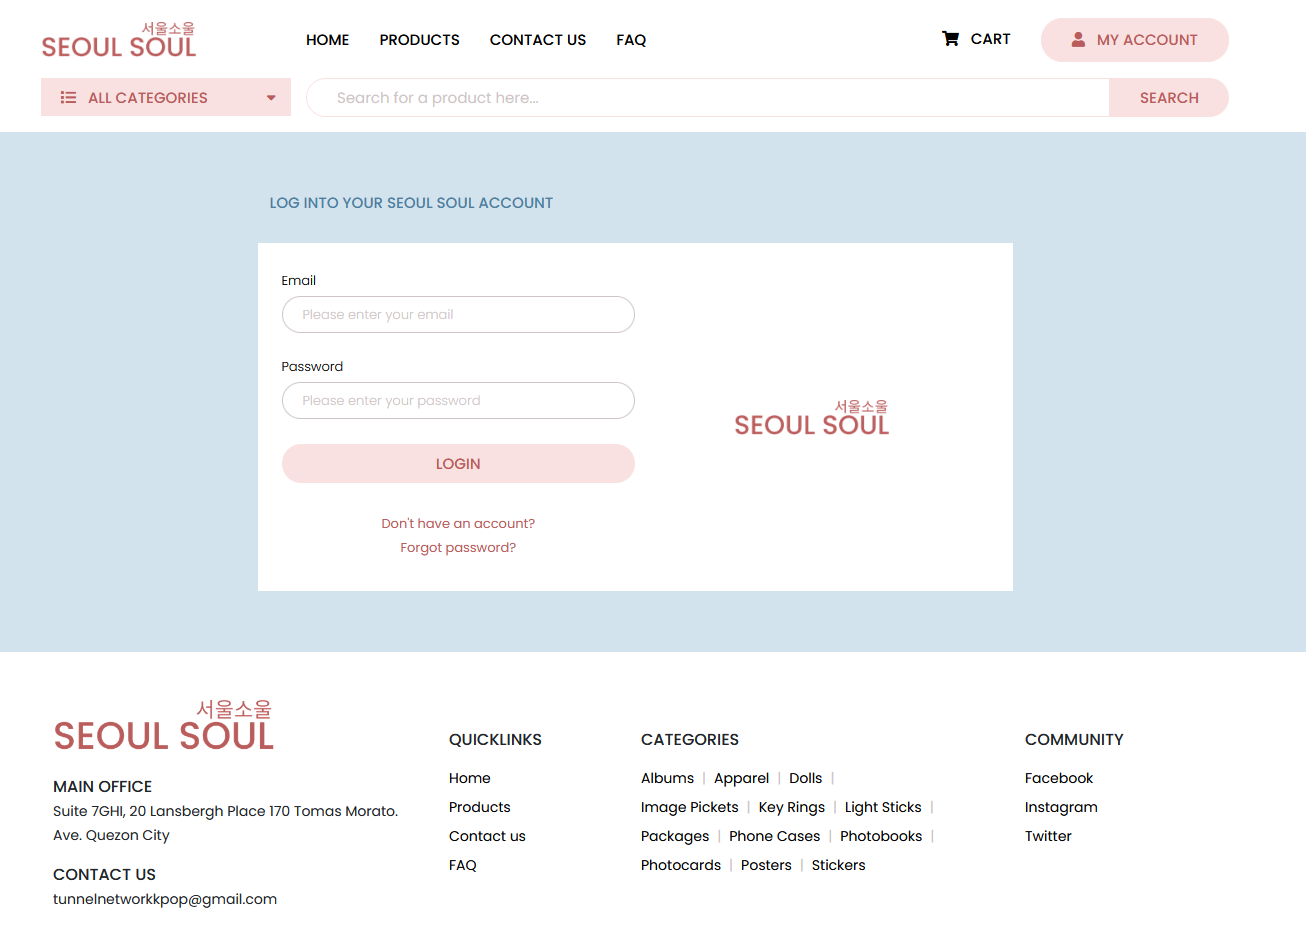 서울소울
SEOUL SOUL
HOME PRODUCTS CONTACT US FAQ
CART
MY ACCOUNT
ALL CATEGORIES
Search for a product here...
SEARCH
LOG INTO YOUR SEOUL SOUL ACCOUNT
Email
Please enter your email
Password
Please enter your password
LOGIN
Don't have an account?
Forgot password?
서울소울
SEOUL SOUL
서울소울
SEOUL SOUL
MAIN OFFICE
Suite 7GHI, 20 Lansbergh Place 170 Tomas Morato.
Ave. Quezon City
CONTACT US
tunnelnetworkkpop@gmail.com
QUICKLINKS
Home
Products
Contact us
FAQ
CATEGORIES
Albums | Apparel | Dolls |
Image Pickets | Key Rings | Light Sticks |
Packages | Phone Cases | Photobooks |
Photocards | Posters | Stickers
COMMUNITY
Facebook
Instagram
Twitter